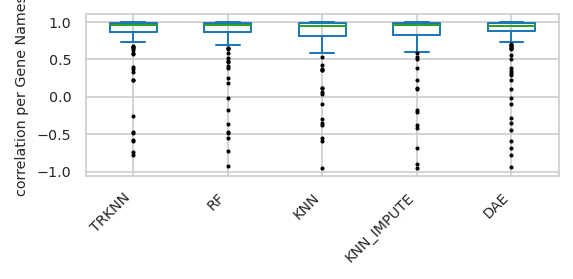 correlation per Gene Names
1.0
0.5
0.0
−0.5
−1.0
TRKNN
RF
KNN
KNN_IMPUTE
DAE